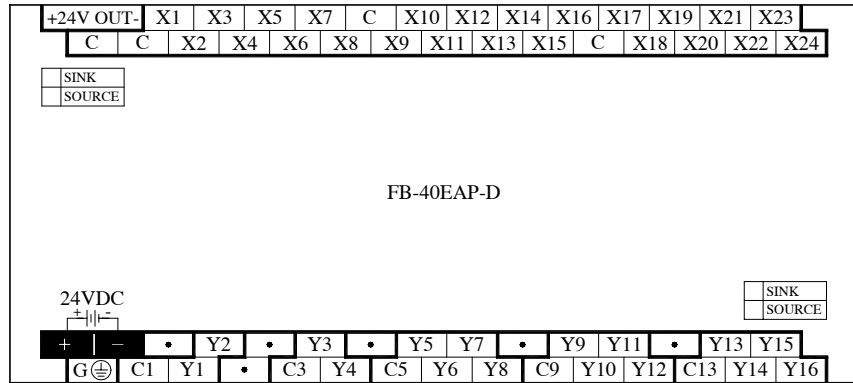 +24V OUT- X1 X3 X5 X7 C X10 X12 X14 X16 X17 X19 X21 X23
C C X2 X4 X6 X8 X9 X11 X13 X15 C X18 X20 X22 X24
SINK
SOURCE
FB-40EAP-D
24VDC
+ -
SINK
SOURCE
+ − • Y2 • Y3 • Y5 Y7 • Y9 Y11 • Y13 Y15
G C1 Y1 • C3 Y4 C5 Y6 Y8 C9 Y10 Y12 C13 Y14 Y16